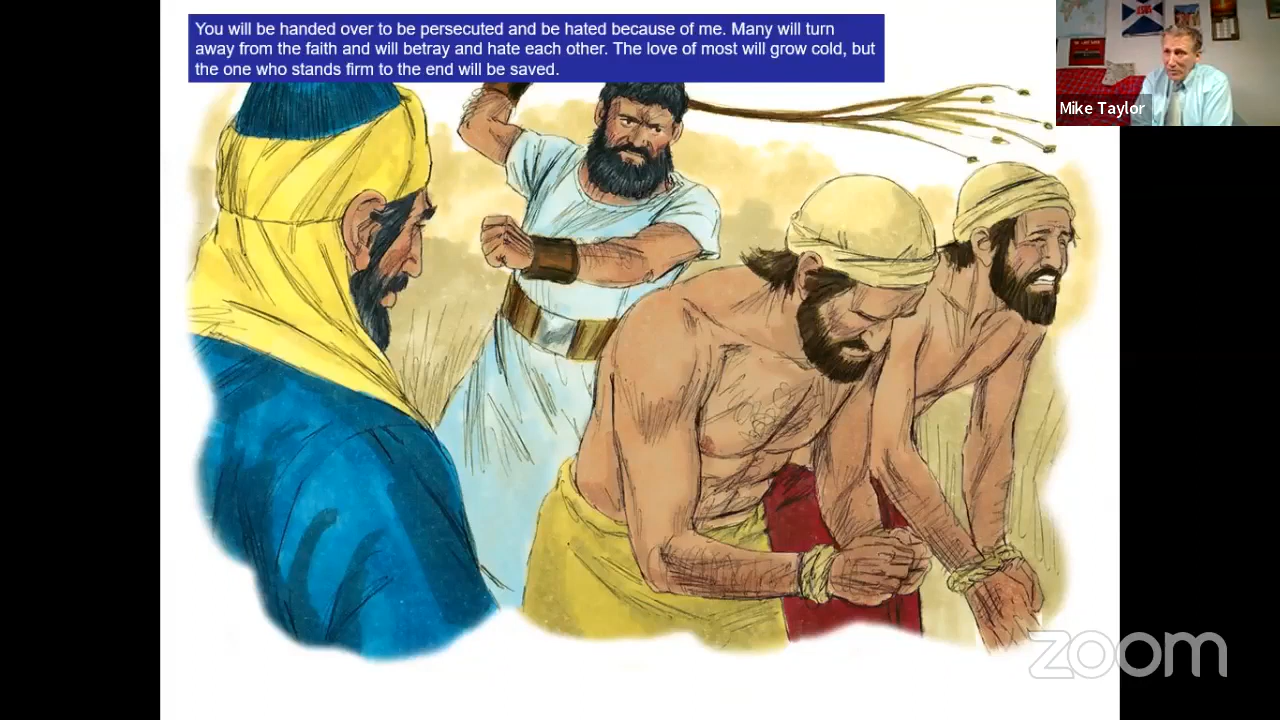 You will be handed over to be persecuted and be hated because of me. Many will turn
away from the faith and will betray and hate each other. The love of most will grow cold, but
the one who stands firm to the end will be saved.
JESUS
Mike Taylor
zoom